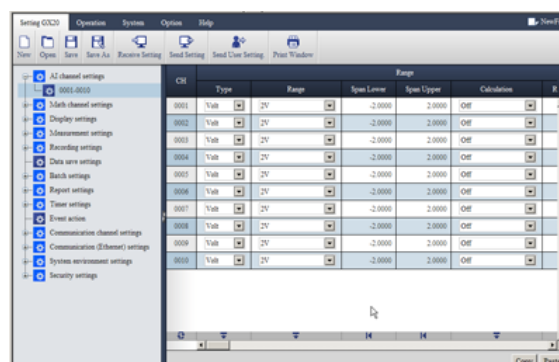 Setting GX20 Operation System Option Help
New Open Save Save As Receive Setting Send Setting Send User Setting Print Window
AI channel settings
0001-0010
Math channel settings
Display settings
Measurement settings
Recording settings
Data save settings
Batch settings
Report settings
Timer settings
Event action
Communication channel settings
Communication (Ethernet) settings
System environment settings
Security settings
CH Range
Type Range Span Lower Span Upper Calculation
0001 Volt 2V -2.0000 2.0000 Off
0002 Volt 2V -2.0000 2.0000 Off
0003 Volt 2V -2.0000 2.0000 Off
0004 Volt 2V -2.0000 2.0000 Off
0005 Volt 2V -2.0000 2.0000 Off
0006 Volt 2V -2.0000 2.0000 Off
0007 Volt 2V -2.0000 2.0000 Off
0008 Volt 2V -2.0000 2.0000 Off
0009 Volt 2V -2.0000 2.0000 Off
0010 Volt 2V -2.0000 2.0000 Off